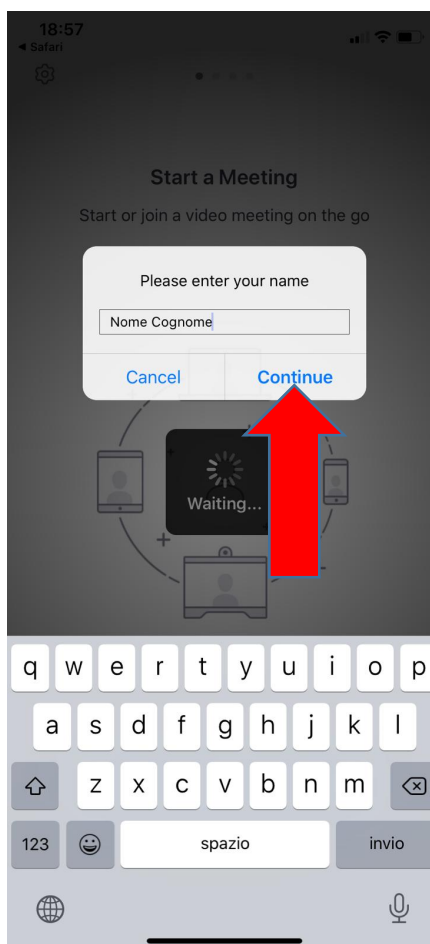 18:57
◀ Safari
Start a Meeting
Start or join a video meeting on the go
Please enter your name
Nome Cognome
Cancel Continue
Waiting...
q w e r t y u i o p
a s d f g h j k l
z x c v b n m
123 spazio invio